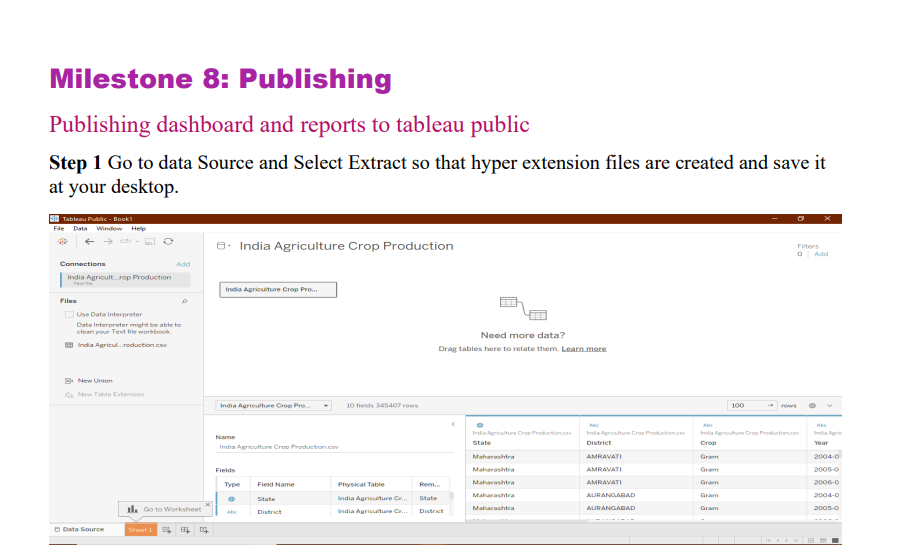 Milestone 8: Publishing
Publishing dashboard and reports to tableau public
Step 1 Go to data Source and Select Extract so that hyper extension files are created and save it
at your desktop.
Tableau Public - Book1
File Data Window Help
India Agriculture Crop Production
Filters
0 | Add
Connections Add
India Agricult...rop Production
Text file
India Agriculture Crop Pro...
Files
Use Data Interpreter
Data Interpreter might be able to
clean your Text file workbook.
India Agricul...roduction.csv
Need more data?
Drag tables here to relate them. Learn more
New Union
New Table Extension
India Agriculture Crop Pro... 10 fields 345407 rows 100 → rows
Name
India Agriculture Crop Production.csv
Fields
Type Field Name Physical Table Rem...
State India Agriculture Cr... State
Abc District India Agriculture Cr... District
Abc Abc Abc
India Agriculture Crop Production.csv India Agriculture Crop Production.csv India Agriculture Crop Production.csv India Agric
State District Crop Year
Maharashtra AMRAVATI Gram 2004-0
Maharashtra AMRAVATI Gram 2005-0
Maharashtra AMRAVATI Gram 2006-0
Maharashtra AURANGABAD Gram 2004-0
Maharashtra AURANGABAD Gram 2005-0
Go to Worksheet
Data Source Sheet 1